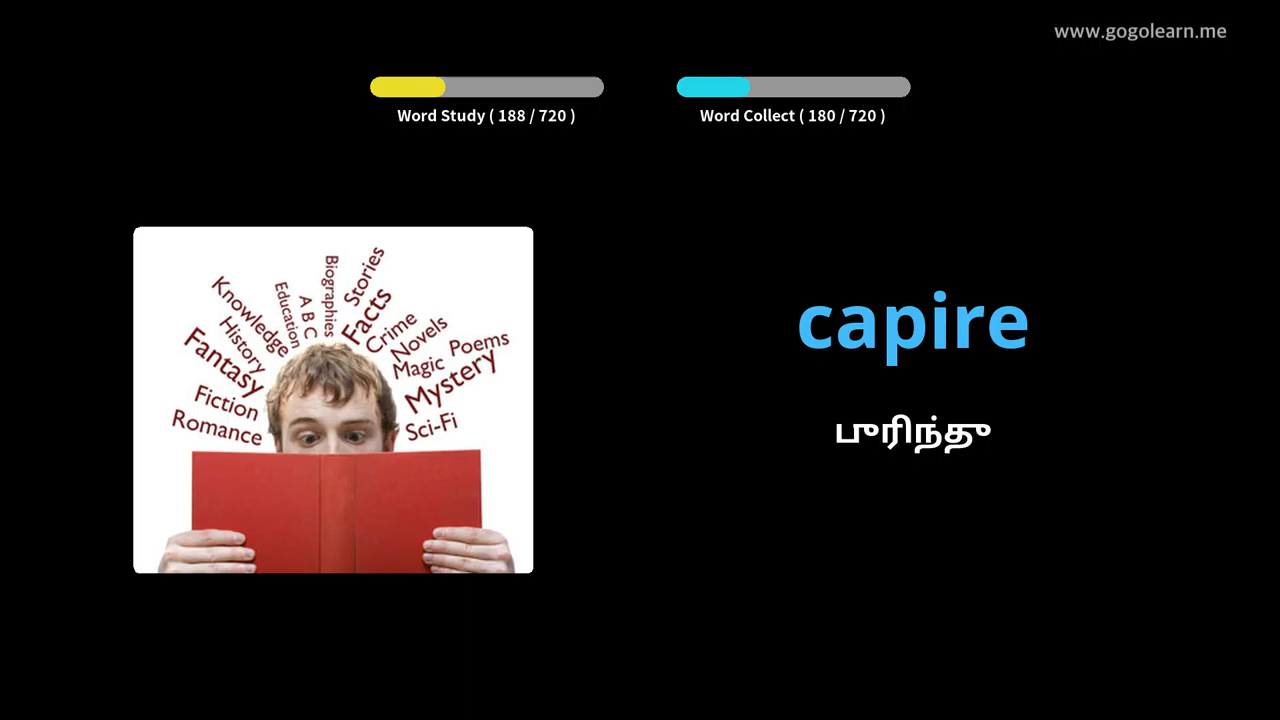 www.gogolearn.me
Word Study ( 188 / 720 )
Word Collect ( 180 / 720 )
Biographies
Stories
Knowledge
Education
A B C
Facts
History
Crime
Novels
Fantasy
Magic
Poems
Mystery
Fiction
Romance
Sci-Fi
capire
புரிந்து